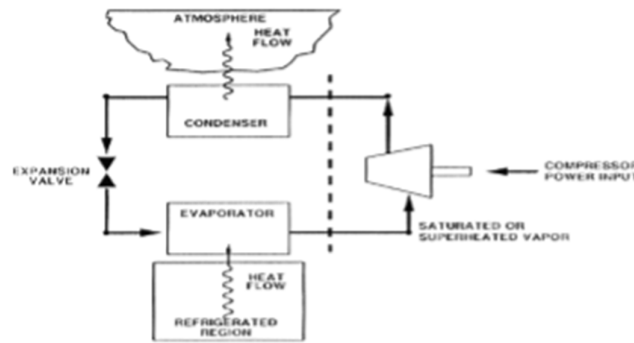 ATMOSPHERE
HEAT
FLOW
CONDENSER
EXPANSION
VALVE
COMPRESSOR
POWER INPUT
EVAPORATOR
SATURATED OR
SUPERHEATED VAPOR
HEAT
FLOW
REFRIGERATED
REGION